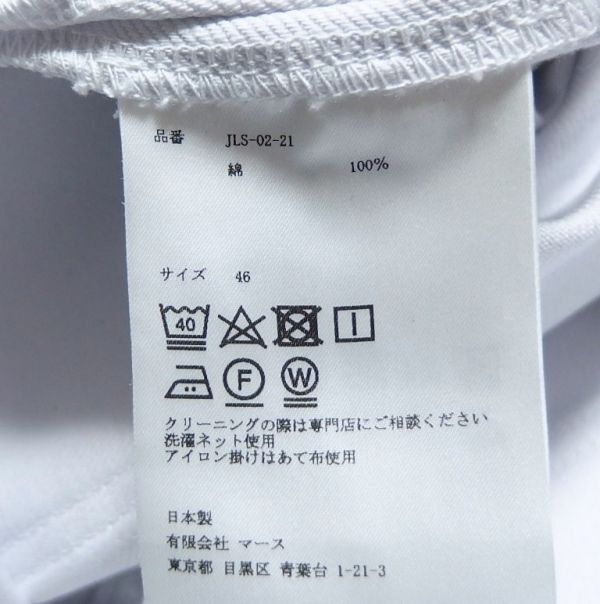 品番 JLS-02-21
綿 100%
サイズ 46
40
F W
クリーニングの際は専門店にご相談ください
洗濯ネット使用
アイロン掛けはあて布使用
日本製
有限会社 マース
東京都 目黒区 青葉台 1-21-3